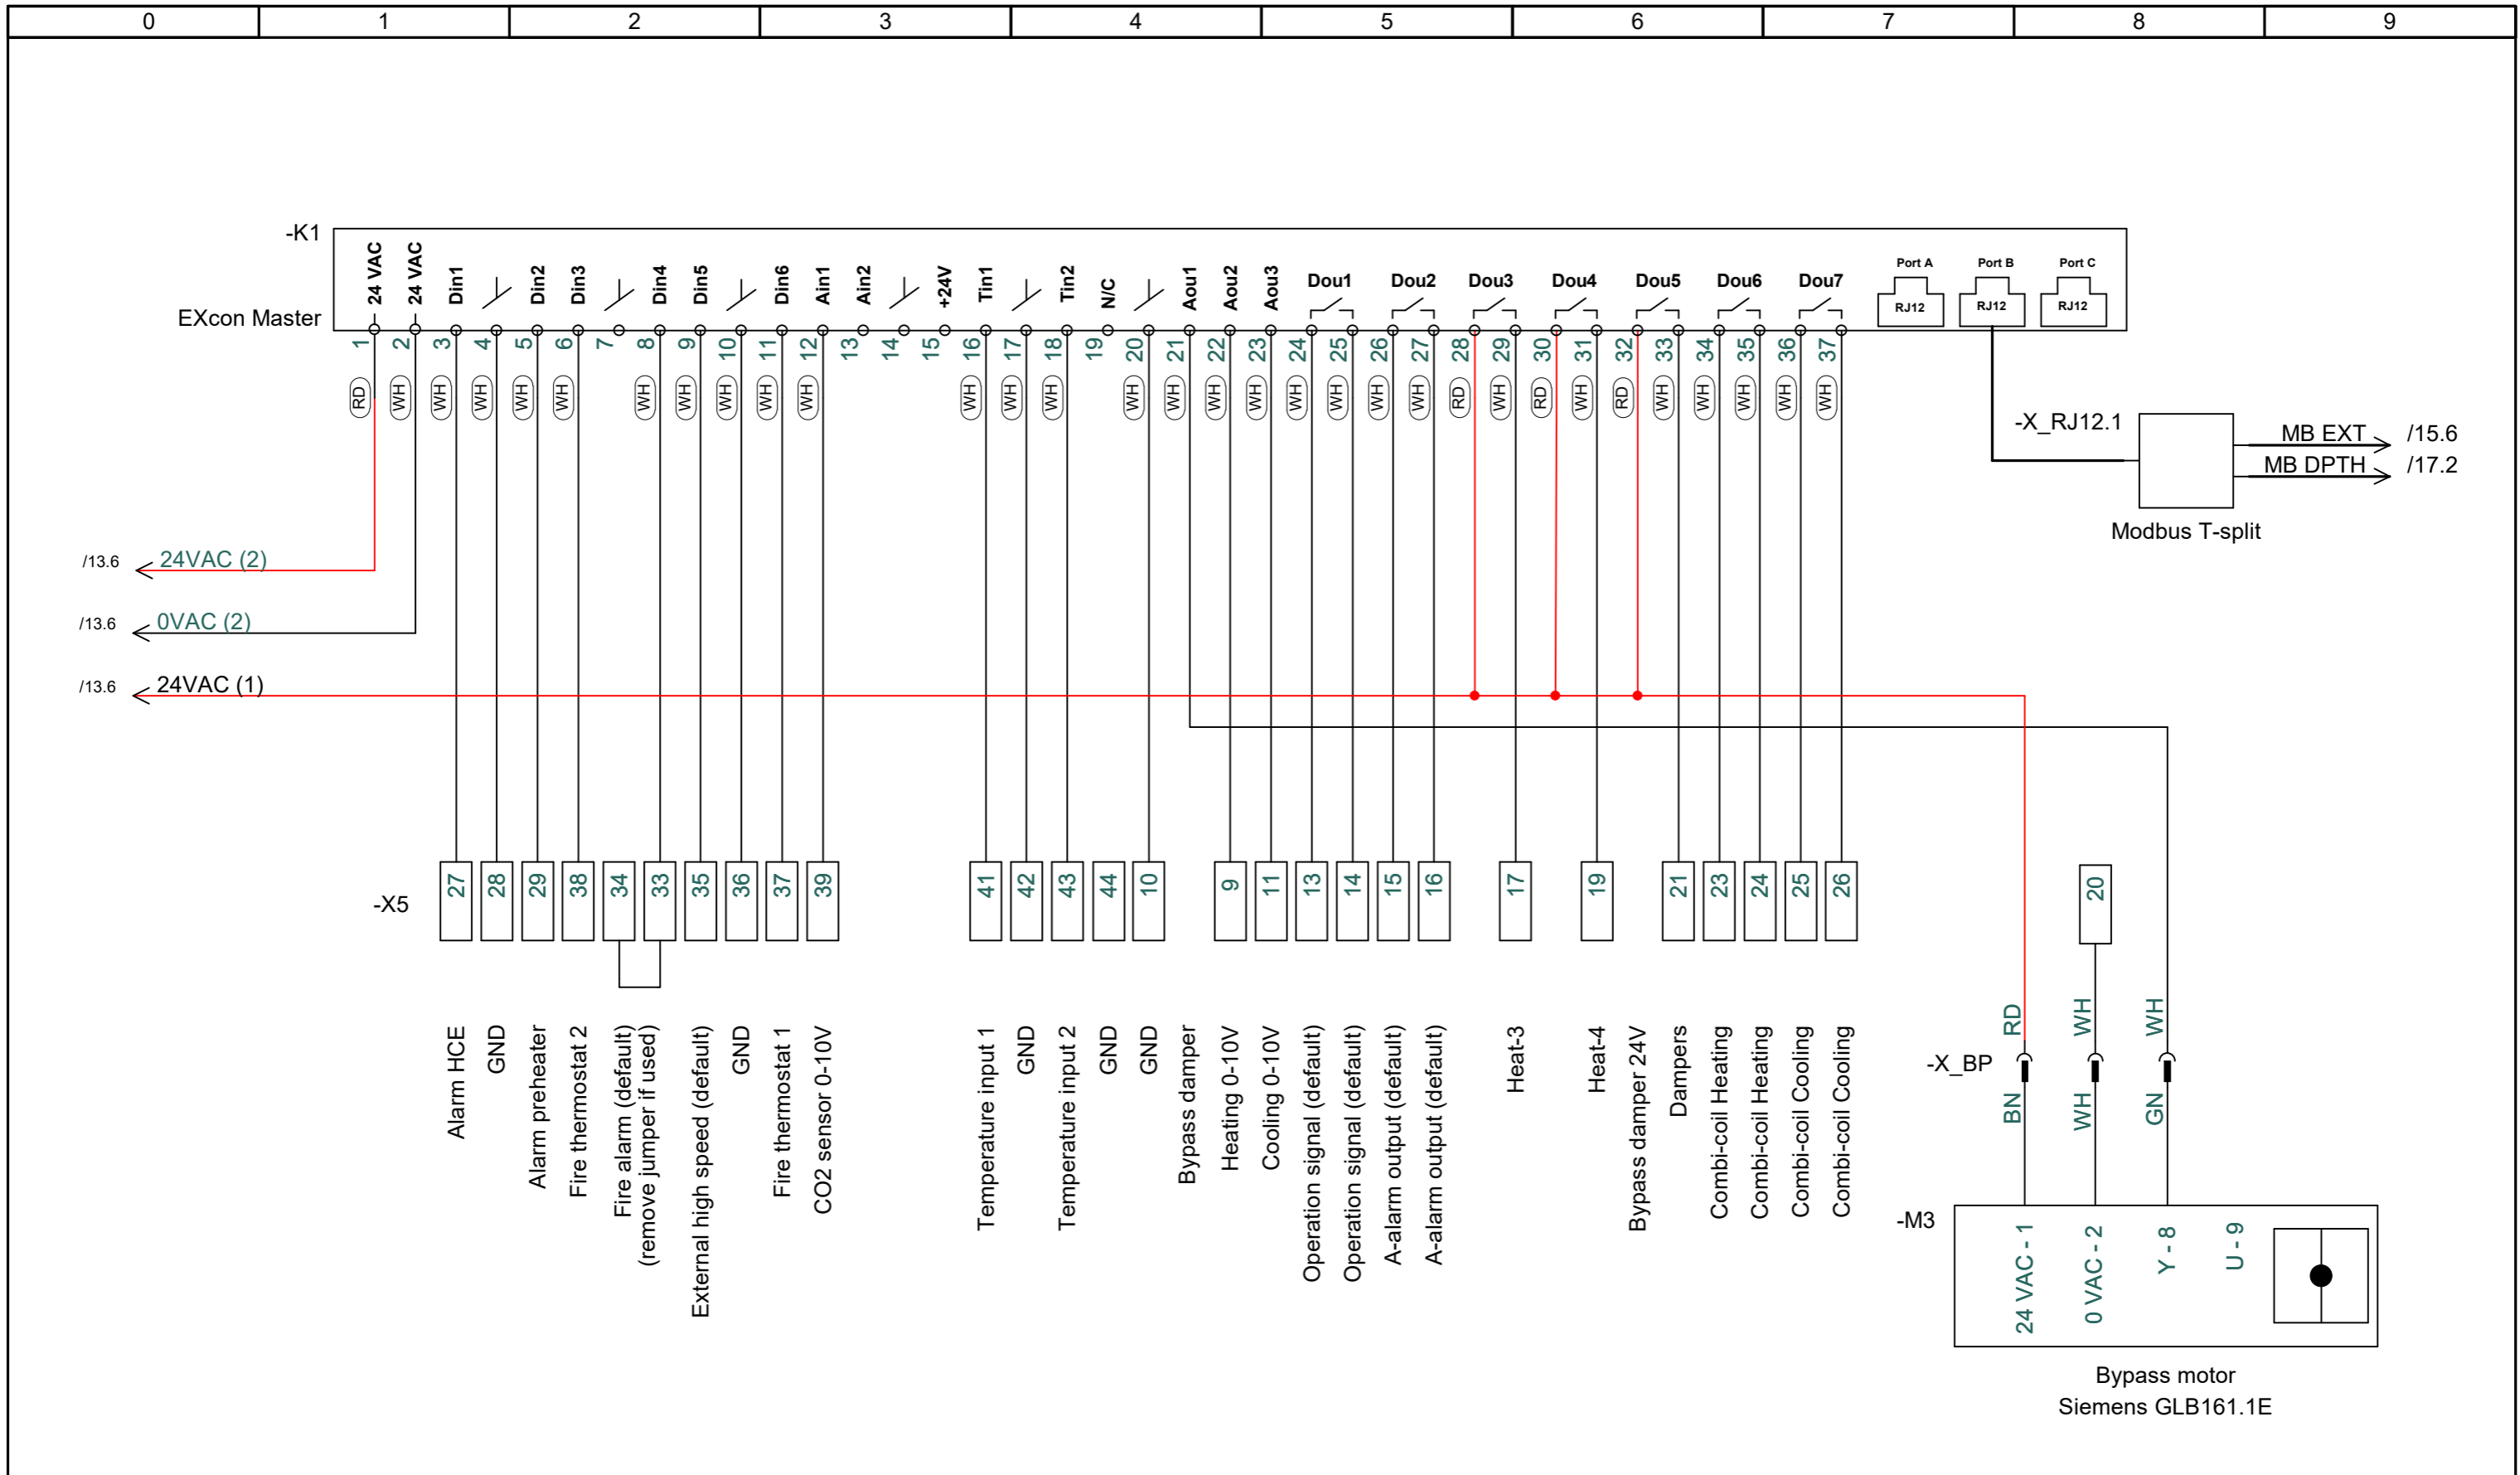 0 1 2 3 4 5 6 7 8 9
-K1
EXcon Master
24 VAC 24 VAC Din1 Din2 Din3 Din4 Din5 Din6 Ain1 Ain2 +24V Tin1 Tin2 N/C Aou1 Aou2 Aou3 Dou1 Dou2 Dou3 Dou4 Dou5 Dou6 Dou7
Port A Port B Port C
RJ12 RJ12 RJ12
1 2 3 4 5 6 7 8 9 10 11 12 13 14 15 16 17 18 19 20 21 22 23 24 25 26 27 28 29 30 31 32 33 34 35 36 37
RD WH WH WH WH WH WH WH WH WH WH WH WH WH WH WH WH WH WH WH WH RD WH RD WH RD WH WH WH WH WH
-X_RJ12.1
MB EXT /15.6
MB DPTH /17.2
Modbus T-split
/13.6 24VAC (2)
/13.6 0VAC (2)
/13.6 24VAC (1)
-X5
27 28 29 38 34 33 35 36 37 39 41 42 43 44 10 9 11 13 14 15 16 17 19 21 23 24 25 26 20
Alarm HCE
GND
Alarm preheater
Fire thermostat 2
Fire alarm (default)
(remove jumper if used)
External high speed (default)
GND
Fire thermostat 1
CO2 sensor 0-10V
Temperature input 1
GND
Temperature input 2
GND
GND
Bypass damper
Heating 0-10V
Cooling 0-10V
Operation signal (default)
Operation signal (default)
A-alarm output (default)
A-alarm output (default)
Heat-3
Heat-4
Bypass damper 24V
Dampers
Combi-coil Heating
Combi-coil Heating
Combi-coil Cooling
Combi-coil Cooling
RD WH WH
-X_BP
BN WH GN
-M3
24 VAC - 1
0 VAC - 2
Y - 8
U - 9
Bypass motor
Siemens GLB161.1E